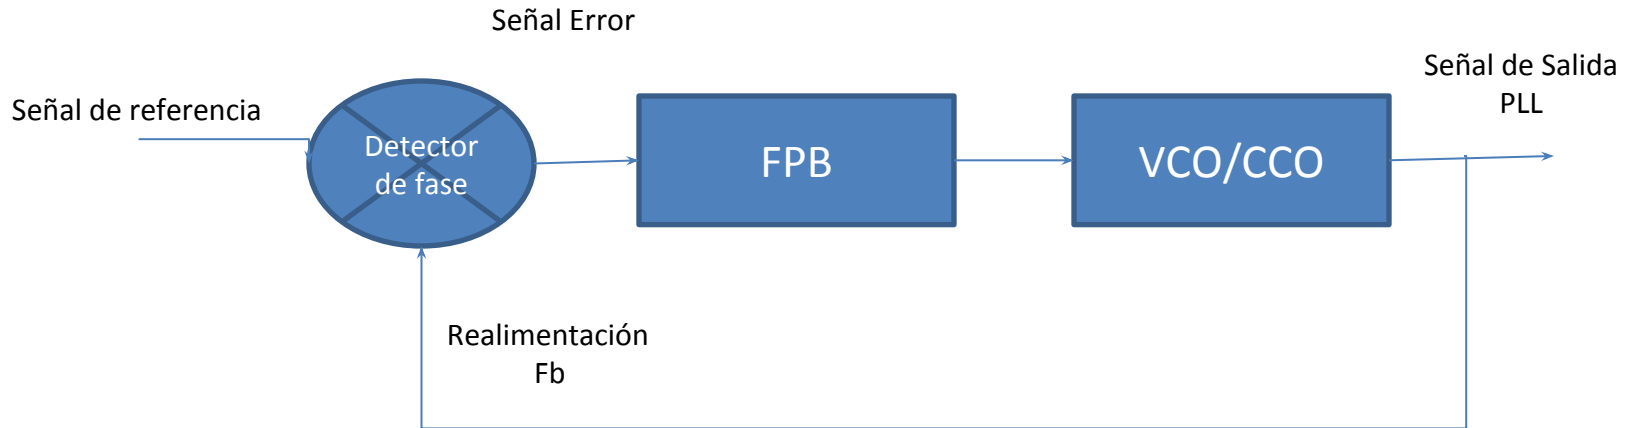 Señal Error
Señal de Salida
PLL
Señal de referencia
Detector
de fase
FPB
VCO/CCO
Realimentación
Fb